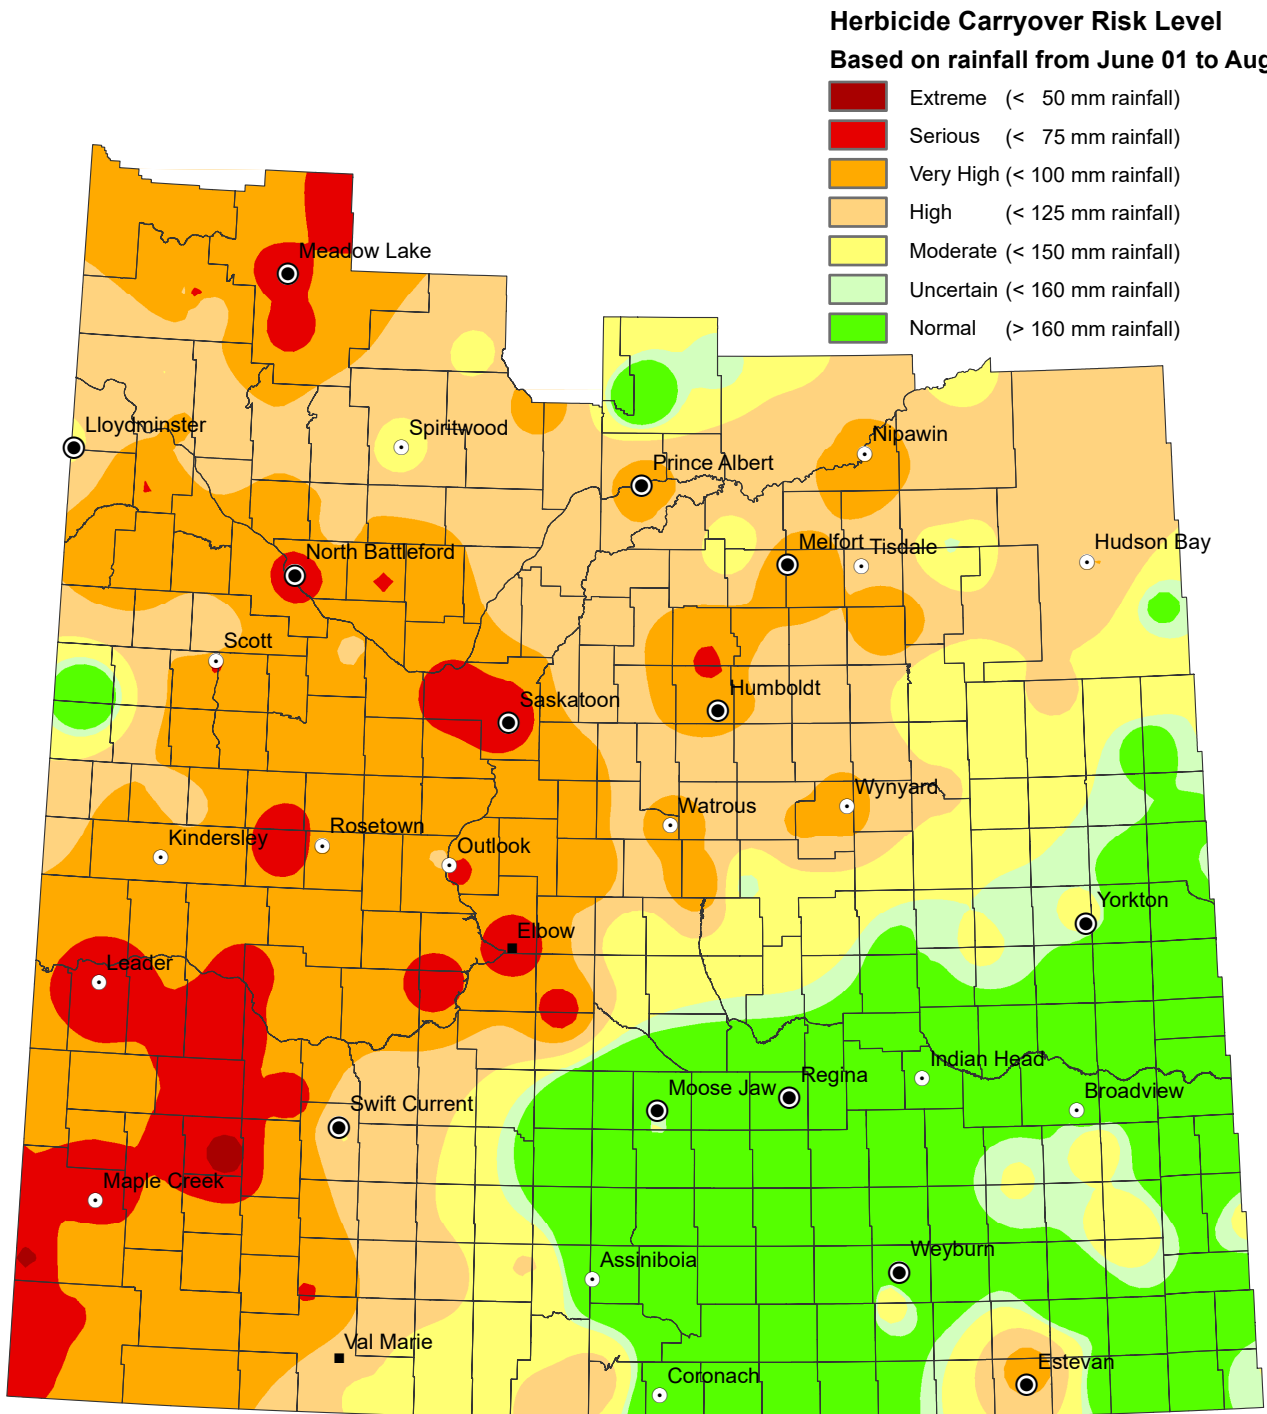 Herbicide Carryover Risk Level
Based on rainfall from June 01 to Aug
Extreme (< 50 mm rainfall)
Serious (< 75 mm rainfall)
Very High (< 100 mm rainfall)
High (< 125 mm rainfall)
Moderate (< 150 mm rainfall)
Uncertain (< 160 mm rainfall)
Normal (> 160 mm rainfall)
Meadow Lake
Lloydminster
Spiritwood
Nipawin
Prince Albert
North Battleford
Melfort
Tisdale
Hudson Bay
Scott
Saskatoon
Humboldt
Kindersley
Rosetown
Outlook
Watrous
Wynyard
Yorkton
Elbow
Leader
Swift Current
Moose Jaw
Regina
Indian Head
Broadview
Maple Creek
Assiniboia
Weyburn
Val Marie
Coronach
Estevan